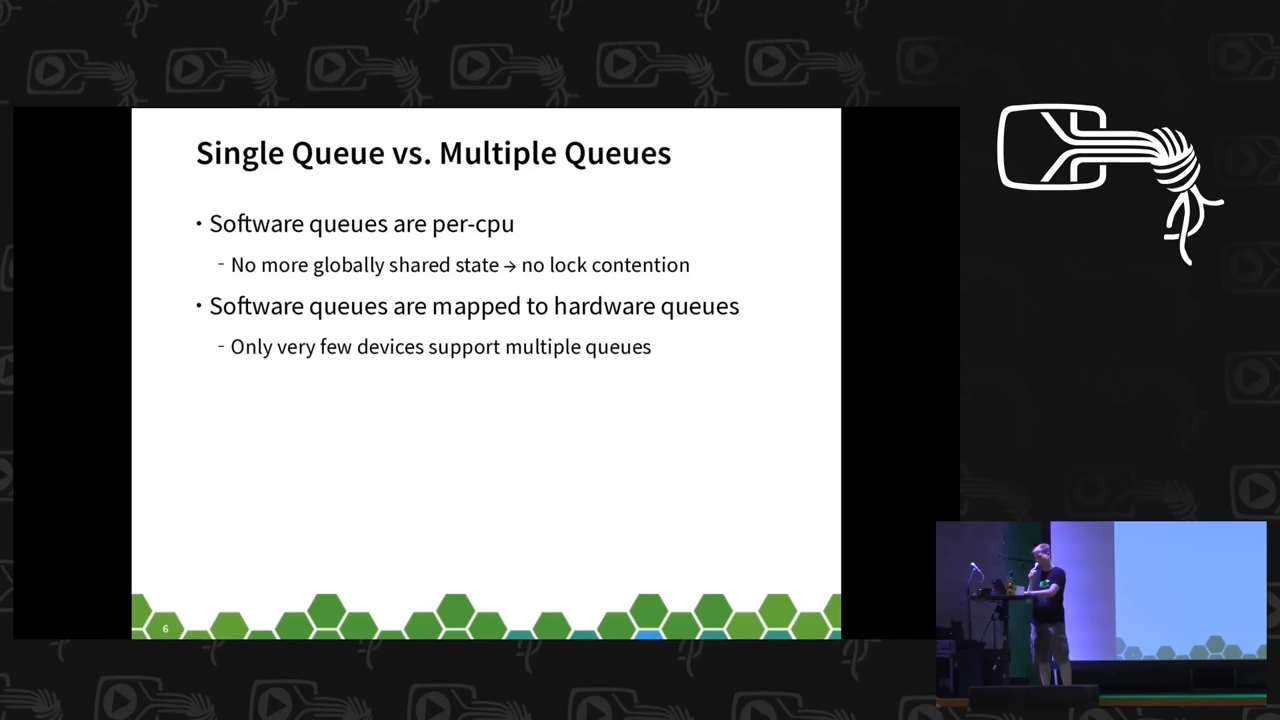 Single Queue vs. Multiple Queues
• Software queues are per-cpu
- No more globally shared state → no lock contention
• Software queues are mapped to hardware queues
- Only very few devices support multiple queues
6